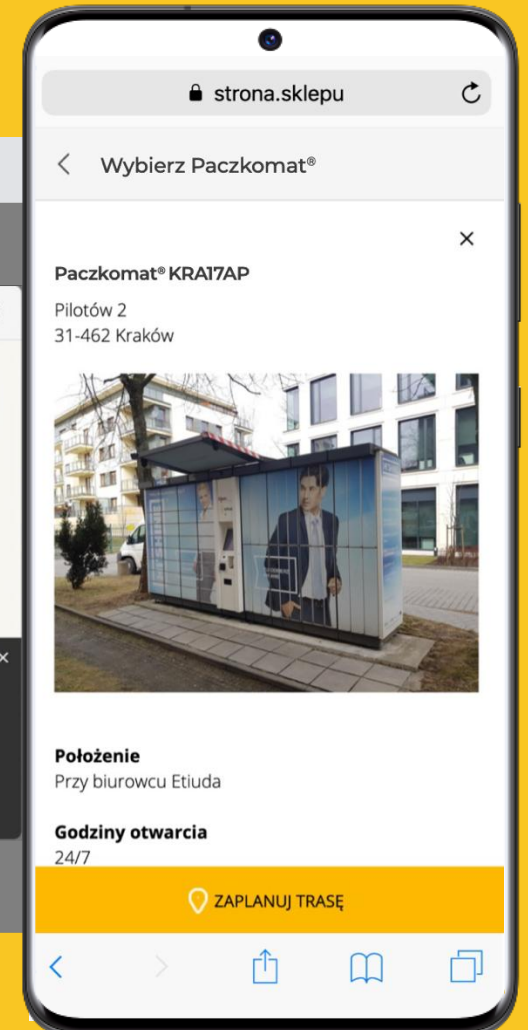 strona.sklepu
Wybierz Paczkomat®
Paczkomat® KRA17AP
Pilotów 2
31-462 Kraków
Położenie
Przy biurowcu Etiuda
Godziny otwarcia
24/7
ZAPLANUJ TRASĘ